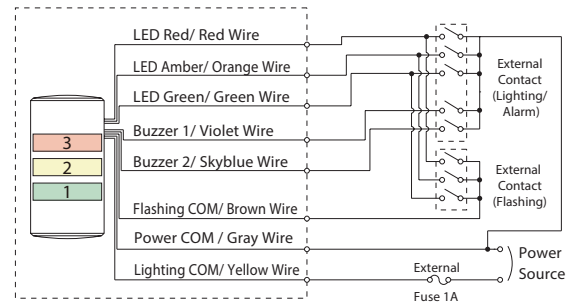 LED Red/ Red Wire
LED Amber/ Orange Wire
LED Green/ Green Wire
Buzzer 1/ Violet Wire
Buzzer 2/ Skyblue Wire
Flashing COM/ Brown Wire
Power COM / Gray Wire
Lighting COM/ Yellow Wire
3
2
1
External
Contact
(Lighting/
Alarm)
External
Contact
(Flashing)
Power
Source
External
Fuse 1A